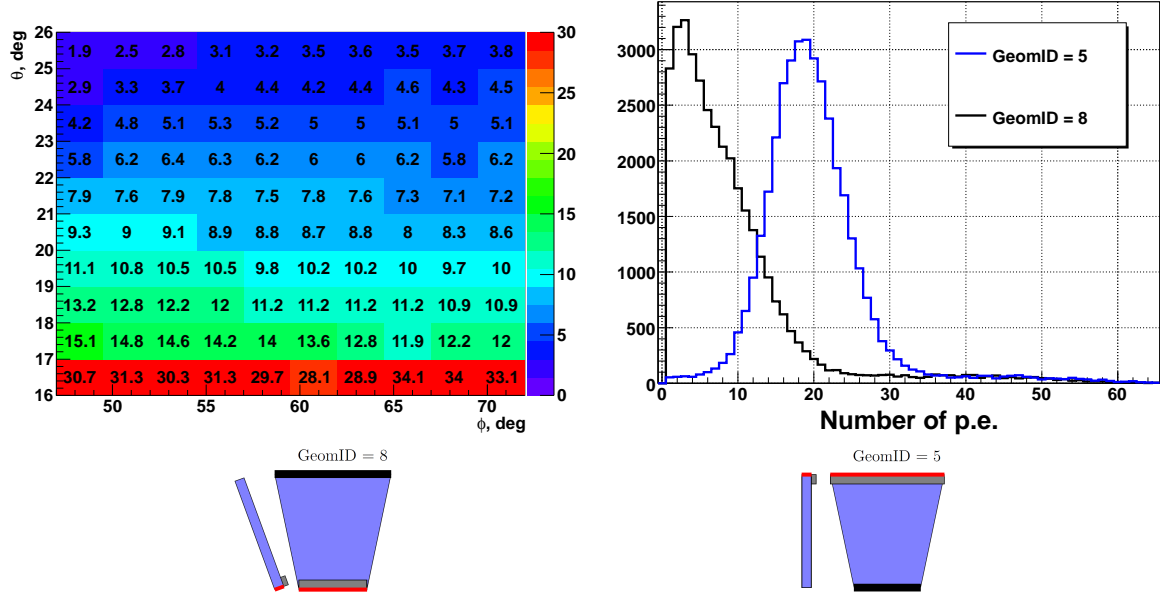 θ, deg
26
25
24
23
22
21
20
19
18
17
16
1.9 2.5 2.8 3.1 3.2 3.5 3.6 3.5 3.7 3.8
2.9 3.3 3.7 4 4.4 4.2 4.4 4.6 4.3 4.5
4.2 4.8 5.1 5.3 5.2 5 5 5.1 5 5.1
5.8 6.2 6.4 6.3 6.2 6 6 6.2 5.8 6.2
7.9 7.6 7.9 7.8 7.5 7.8 7.6 7.3 7.1 7.2
9.3 9 9.1 8.9 8.8 8.7 8.8 8 8.3 8.6
11.1 10.8 10.5 10.5 9.8 10.2 10.2 10 9.7 10
13.2 12.8 12.2 12 11.2 11.2 11.2 11.2 10.9 10.9
15.1 14.8 14.6 14.2 14 13.6 12.8 11.9 12.2 12
30.7 31.3 30.3 31.3 29.7 28.1 28.9 34.1 34 33.1
50 55 60 65 70
φ, deg
30
25
20
15
10
5
0
3000
2500
2000
1500
1000
500
0
GeomID = 5
GeomID = 8
0 10 20 30 40 50 60
Number of p.e.
GeomID = 8
GeomID = 5